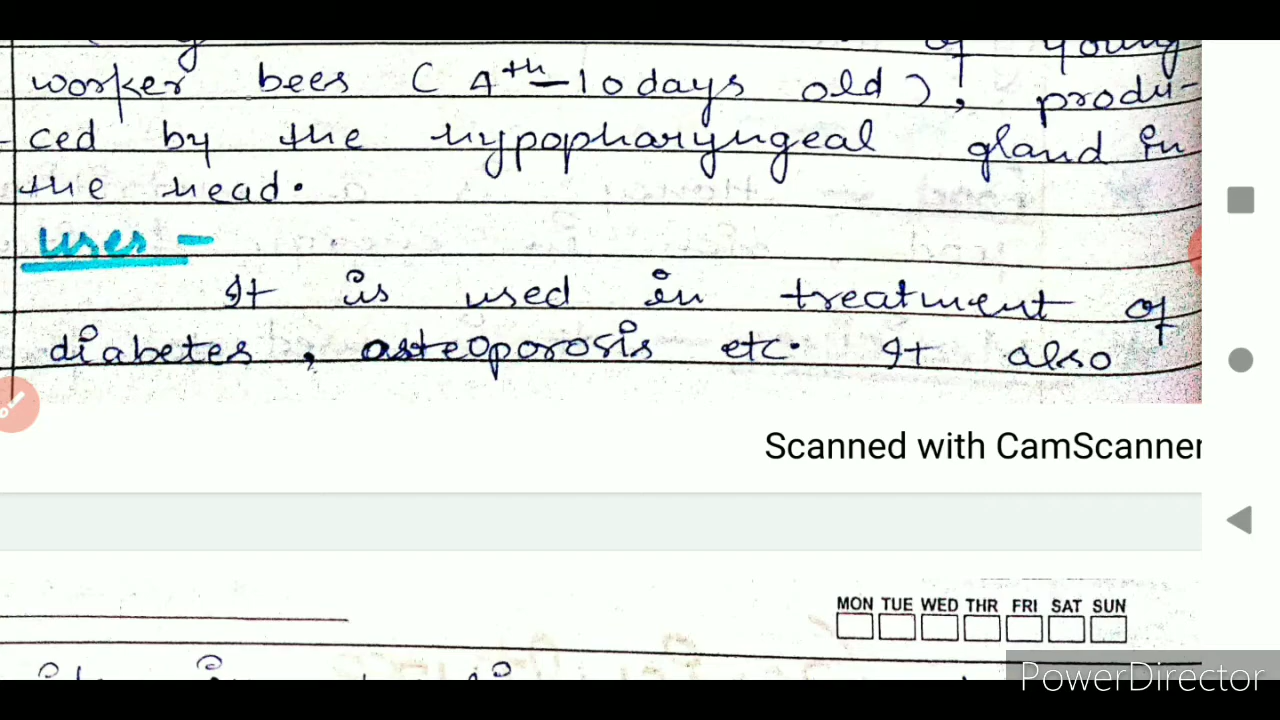 of young
worker bees ( 4th-10 days old ), produ-
ced by the hypopharyngeal gland in
the head.
uses -
It is used in treatment of
diabetes, osteoporosis etc. It also
Scanned with CamScanner
MON TUE WED THR FRI SAT SUN
PowerDirector